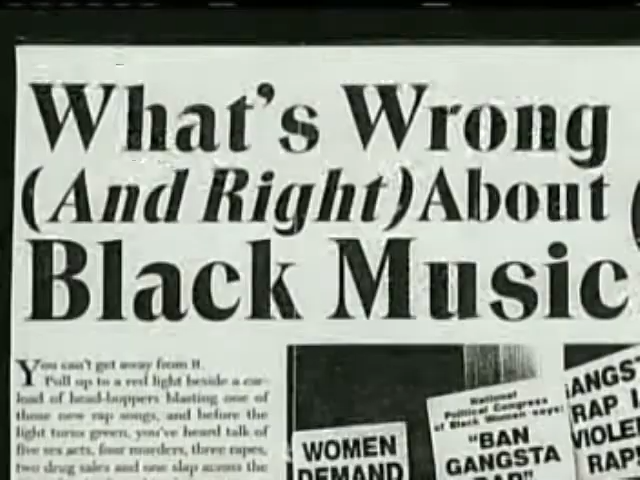 What's Wrong
(And Right) About
Black Music
You can't get away from it.
Pull up to a red light beside a car-
load of head-boppers blasting one of
those new rap songs, and before the
light turns green, you've heard talk of
five sex acts, four murders, three rapes,
two drug sales and one slap across the
WOMEN
DEMAND
National
Political Congress
of Black Women says:
"BAN
GANGSTA
RAP"
GANGST
RAP I
VIOLE
RAP